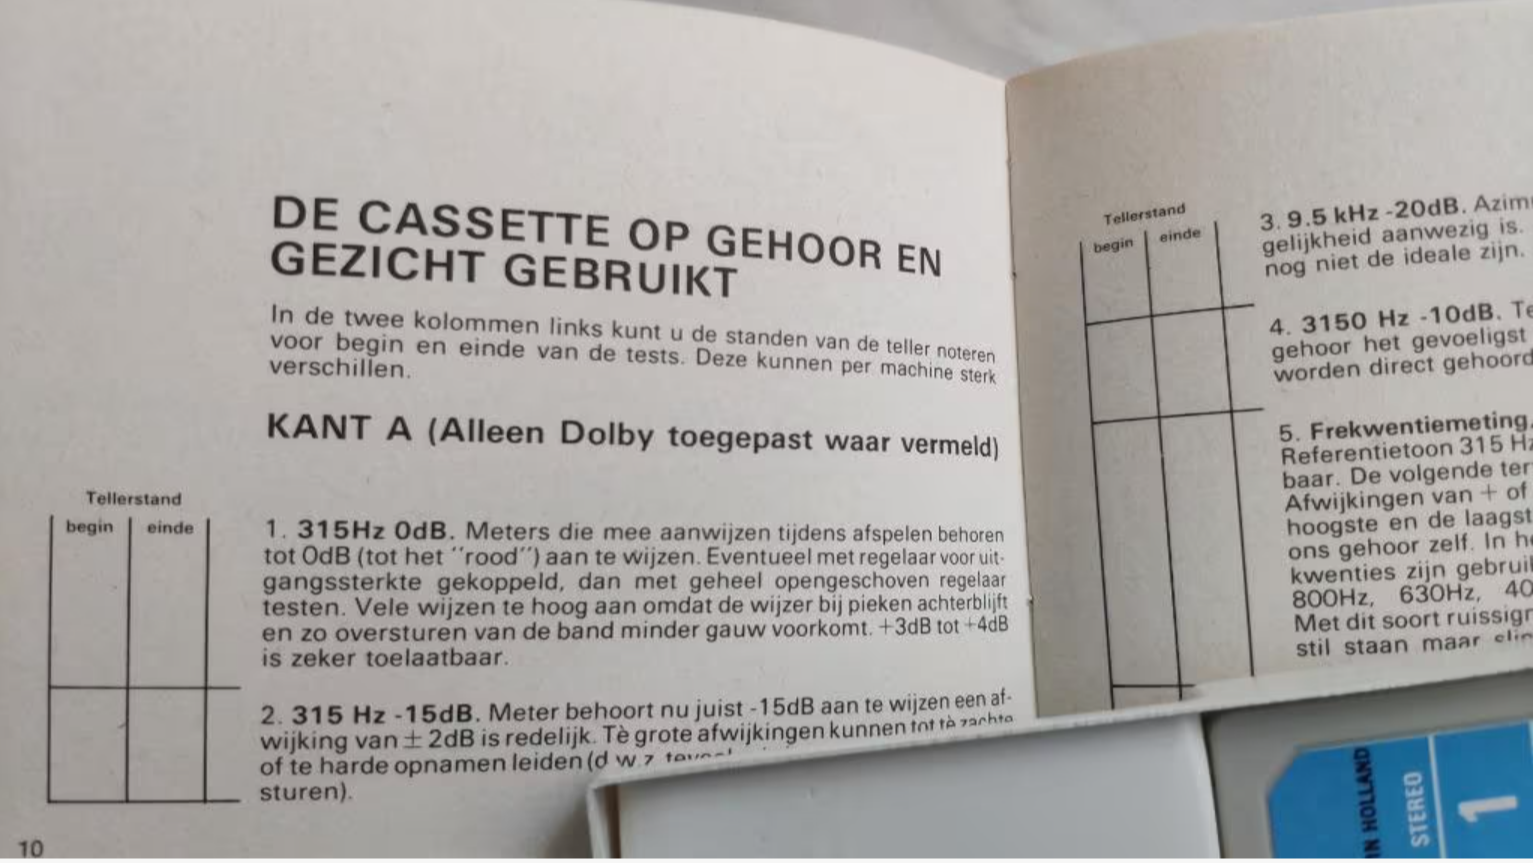 DE CASSETTE OP GEHOOR EN
GEZICHT GEBRUIKT
In de twee kolommen links kunt u de standen van de teller noteren
voor begin en einde van de tests. Deze kunnen per machine sterk
verschillen.
KANT A (Alleen Dolby toegepast waar vermeld)
Tellerstand
begin einde
1. 315Hz 0dB. Meters die mee aanwijzen tijdens afspelen behoren
tot 0dB (tot het "rood") aan te wijzen. Eventueel met regelaar voor uit-
gangssterkte gekoppeld, dan met geheel opengeschoven regelaar
testen. Vele wijzen te hoog aan omdat de wijzer bij pieken achterblijft
en zo oversturen van de band minder gauw voorkomt. +3dB tot +4dB
is zeker toelaatbaar.
2. 315 Hz -15dB. Meter behoort nu juist -15dB aan te wijzen een af-
wijking van ± 2dB is redelijk. Tè grote afwijkingen kunnen tot tè zachte
of te harde opnamen leiden (d.w.z.
sturen).
10
Tellerstand
begin einde
3. 9.5 kHz -20dB.
gelijkheid aanwezig is.
nog niet de ideale zijn.
4. 3150 Hz -10dB.
gehoor het gevoeligst
worden direct gehoord
5. Frekwentiemeting.
Referentietoon 315 Hz
baar. De volgende
Afwijkingen van + of
hoogste en de
ons gehoor zelf. In
kwenties zijn
800Hz, 630Hz,
Met dit soort
stil staan maar
IN HOLLAND
STEREO
1